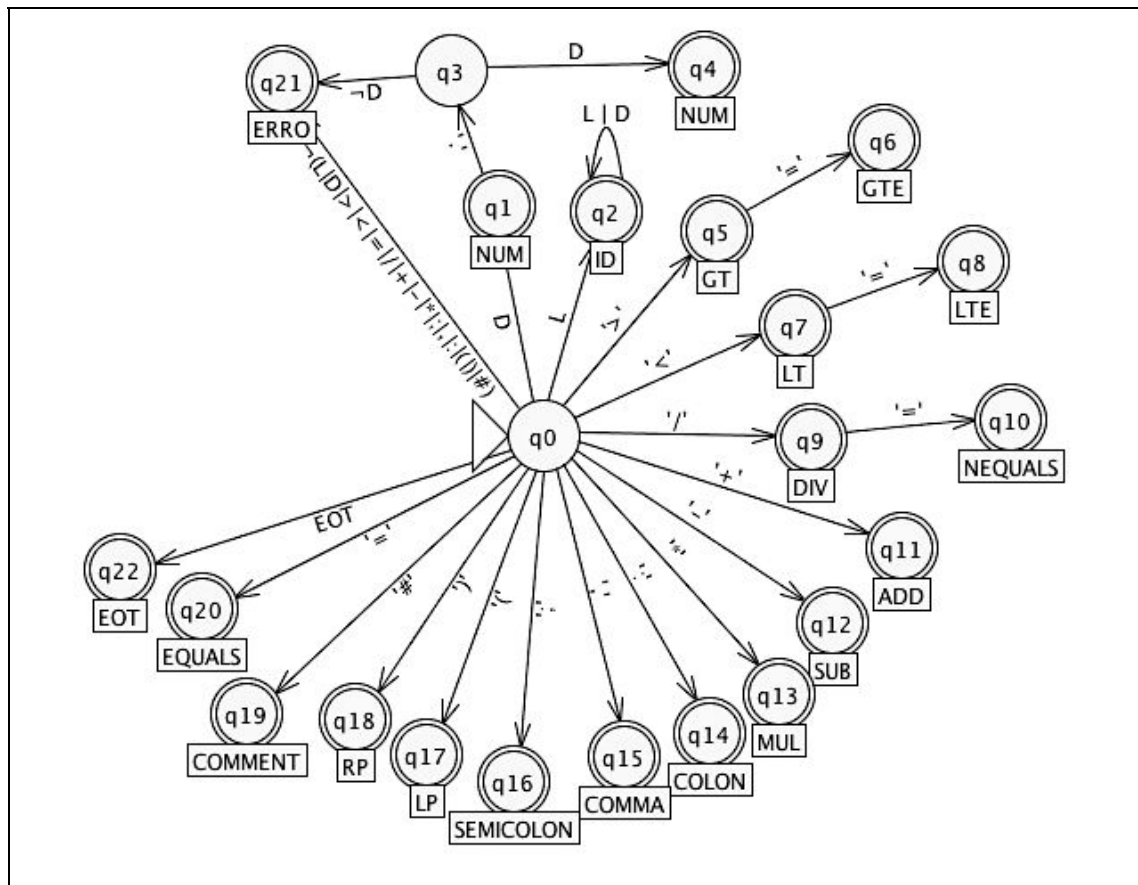 q21
ERRO
¬D
q3
D
q4
NUM
'.'
L | D
q1
NUM
q2
ID
'='
q6
GTE
q5
GT
'='
q8
LTE
¬(L|D|>|<|=|/|+|-|*|:|,|:|(|)|#)
D
L
'>'
'<'
q7
LT
q0
'/'
q9
DIV
'='
q10
NEQUALS
EOT
q22
EOT
'='
q20
EQUALS
'+'
q11
ADD
'-'
q12
SUB
'*'
q13
MUL
'#'
q19
COMMENT
q18
RP
q17
LP
q16
SEMICOLON
q15
COMMA
q14
COLON